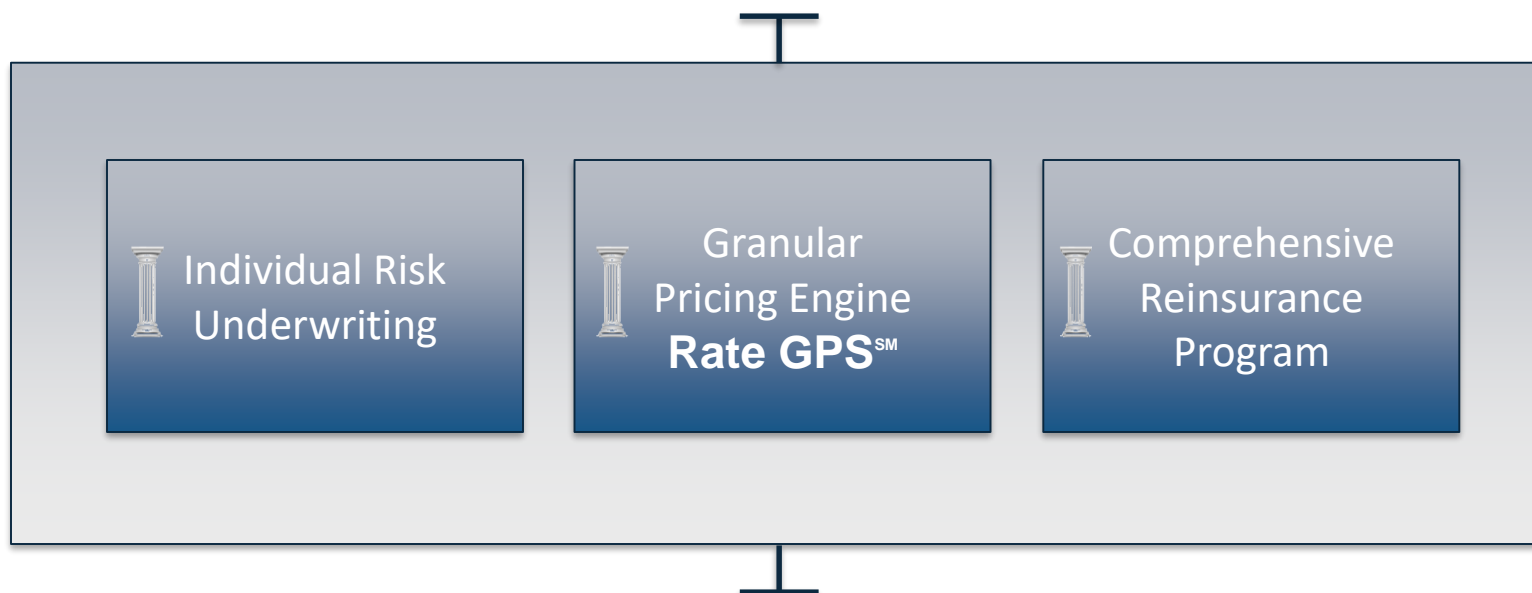 Individual Risk
Underwriting
Granular
Pricing Engine
Rate GPS℠
Comprehensive
Reinsurance
Program